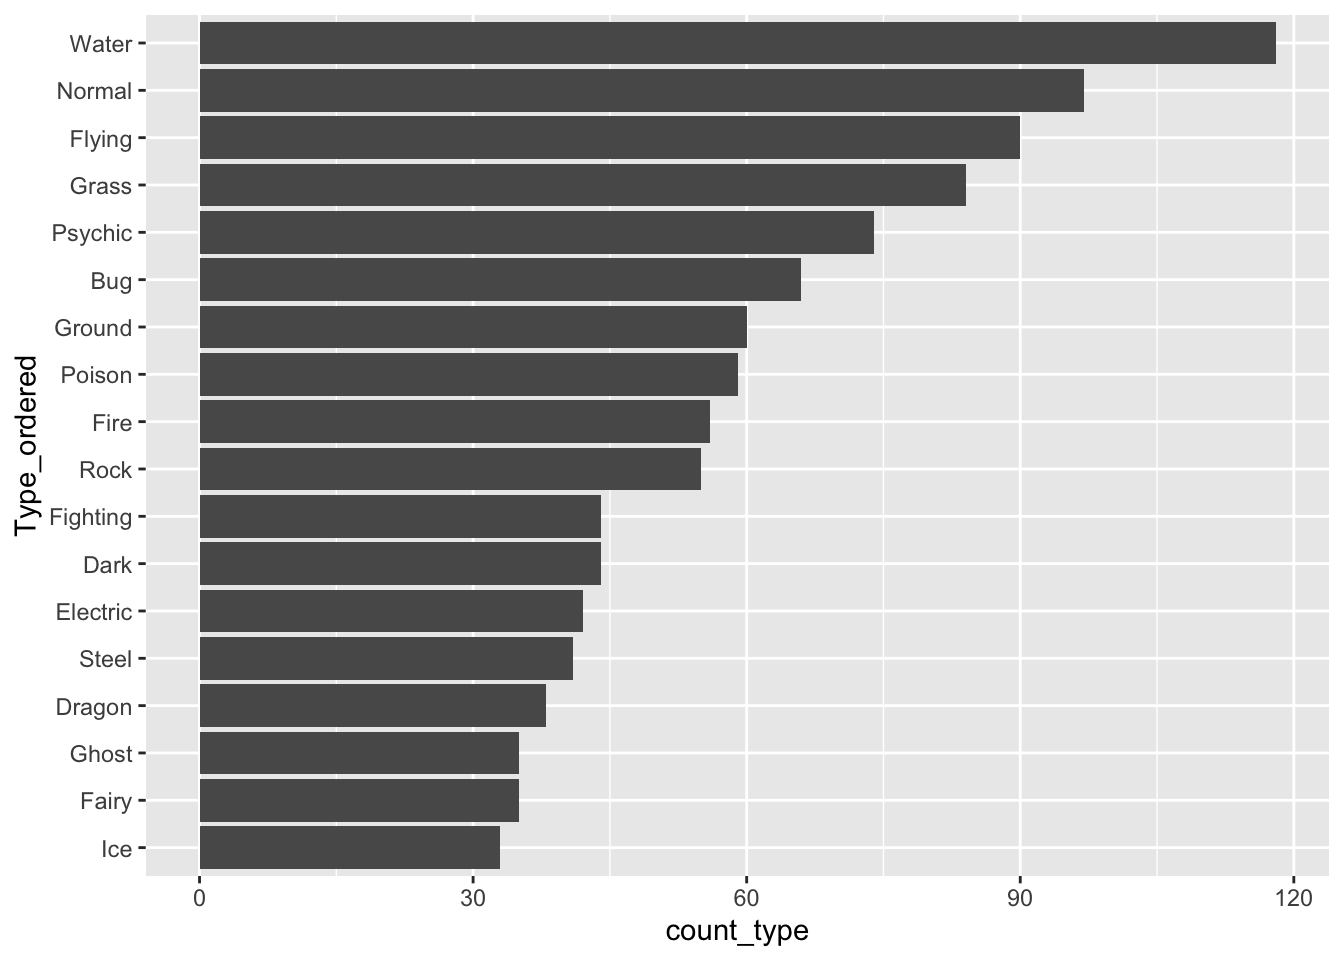 Water
Normal
Flying
Grass
Psychic
Bug
Ground
Poison
Fire
Rock
Fighting
Dark
Electric
Steel
Dragon
Ghost
Fairy
Ice
Type_ordered
0 30 60 90 120
count_type